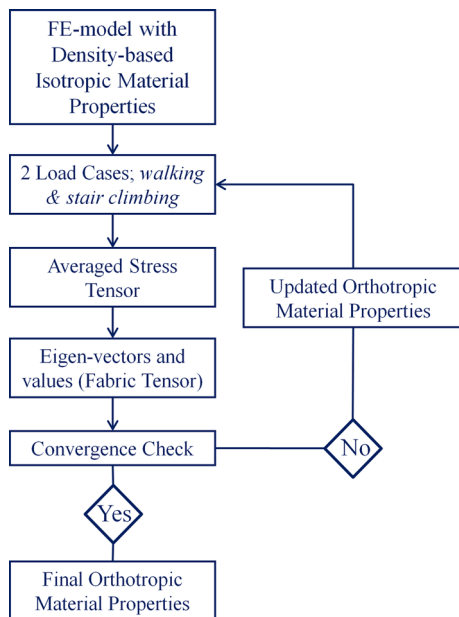 FE-model with
Density-based
Isotropic Material
Properties
2 Load Cases; walking
& stair climbing
Averaged Stress
Tensor
Updated Orthotropic
Material Properties
Eigen-vectors and
values (Fabric Tensor)
Convergence Check
No
Yes
Final Orthotropic
Material Properties